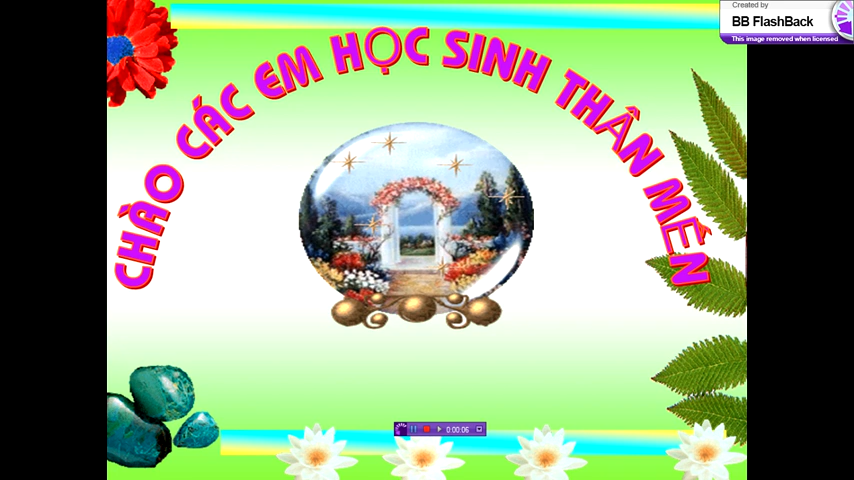 Created by
BB FlashBack
This image removed when licensed
CHÀO CÁC EM HỌC SINH THÂN MẾN
0:00:06